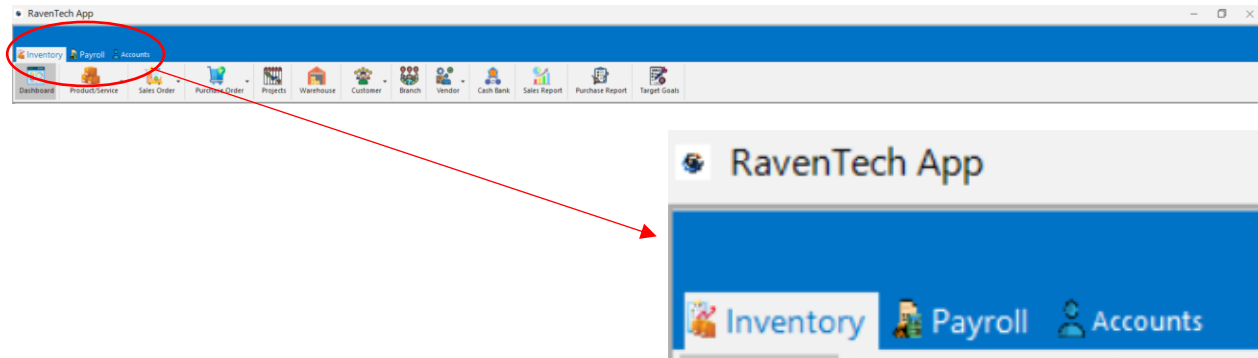 RavenTech App
Inventory Payroll Accounts
Dashboard Product/Service Sales Order Purchase Order Projects Warehouse Customer Branch Vendor Cash Bank Sales Report Purchase Report Target Goals
RavenTech App
Inventory Payroll Accounts